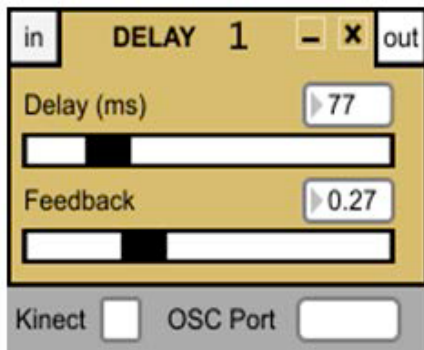 in DELAY 1 – x out
Delay (ms) 77
Feedback 0.27
Kinect OSC Port